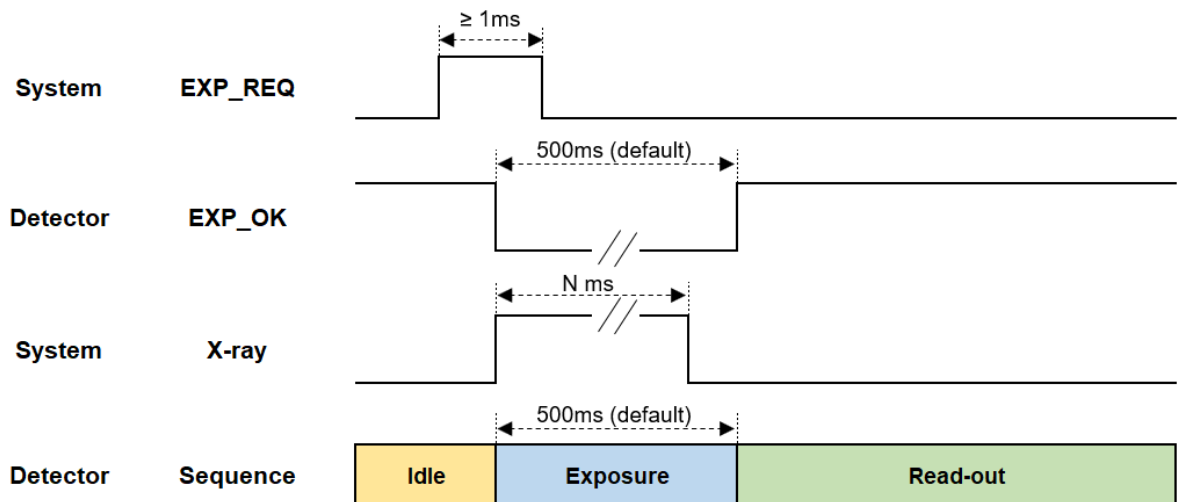 ≥ 1ms
System EXP_REQ
500ms (default)
Detector EXP_OK
N ms
System X-ray
500ms (default)
Detector Sequence Idle Exposure Read-out